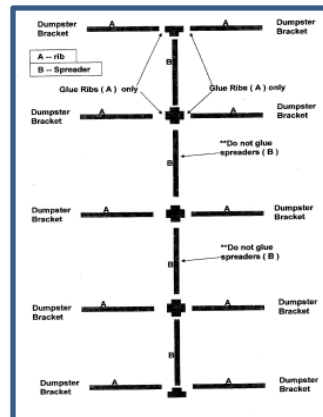 Dumpster Bracket
A
A
Dumpster Bracket
A -- rib
B -- Spreader
B
Glue Ribs ( A ) only
Glue Ribs ( A ) only
Dumpster
Bracket
A
A
Dumpster
Bracket
B
**Do not glue
spreaders ( B )
Dumpster
Bracket
A
A
Dumpster
Bracket
B
**Do not glue
spreaders ( B )
Dumpster
Bracket
A
A
Dumpster
Bracket
B
Dumpster
Bracket
A
A
Dumpster
Bracket